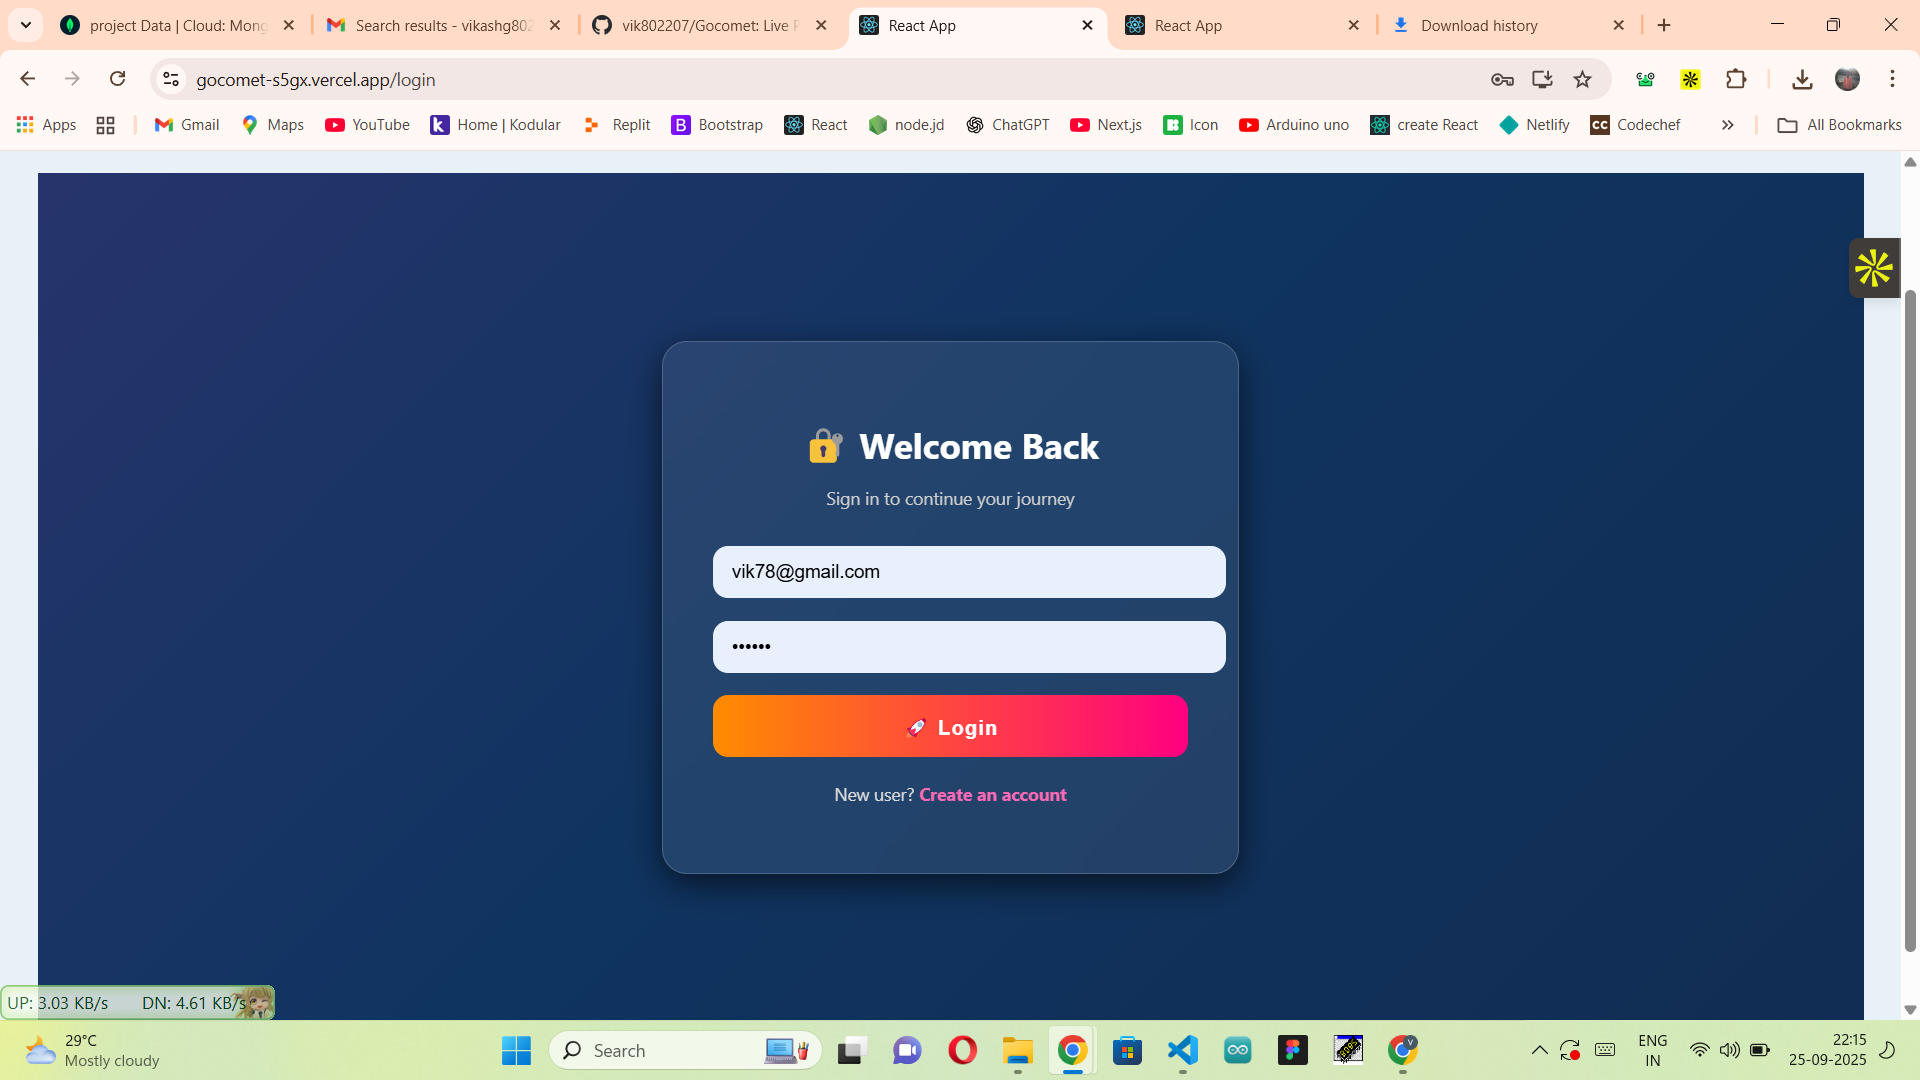 project Data | Cloud: Mong
Search results - vikashg802
vik802207/Gocomet: Live P
React App
React App
Download history
gocomet-s5gx.vercel.app/login
Apps
Gmail
Maps
YouTube
Home | Kodular
Replit
Bootstrap
React
node.jd
ChatGPT
Next.js
Icon
Arduino uno
create React
Netlify
CC Codechef
All Bookmarks
Welcome Back
Sign in to continue your journey
vik78@gmail.com
••••••
Login
New user? Create an account
UP: 3.03 KB/s DN: 4.61 KB/s
29°C
Mostly cloudy
Search
ENG
IN
22:15
25-09-2025